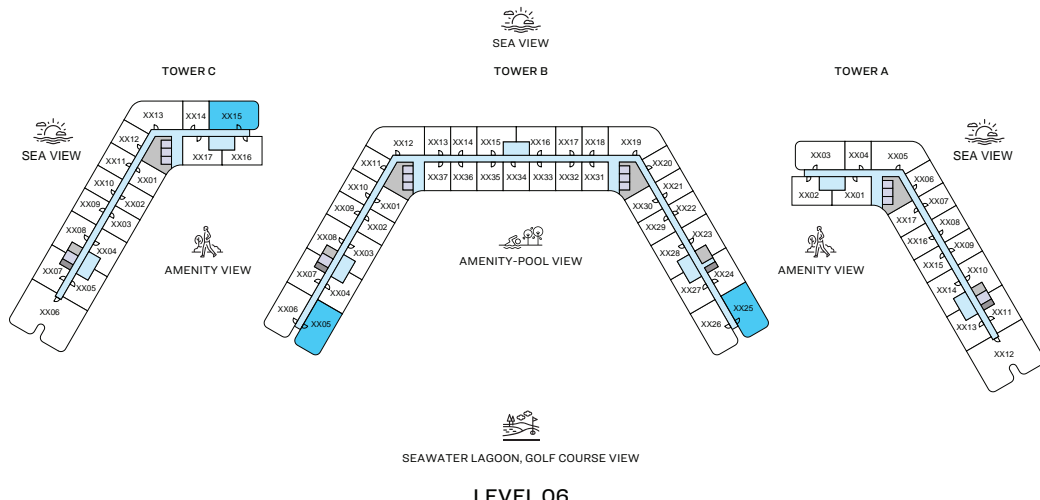 SEA VIEW
TOWER C
TOWER B
TOWER A
SEA VIEW
SEA VIEW
XX13
XX14
XX15
XX12
XX17
XX16
XX11
XX01
XX10
XX02
XX09
XX03
XX08
XX04
XX07
XX05
XX06
AMENITY VIEW
XX12
XX13
XX14
XX15
XX16
XX17
XX18
XX19
XX11
XX37
XX36
XX35
XX34
XX33
XX32
XX31
XX20
XX10
XX01
XX30
XX21
XX09
XX02
XX29
XX22
XX08
XX03
XX28
XX23
XX07
XX04
XX27
XX24
XX06
XX05
XX26
XX25
AMENITY-POOL VIEW
XX03
XX04
XX05
XX02
XX01
XX06
XX17
XX07
XX16
XX08
XX15
XX09
XX14
XX10
XX13
XX11
XX12
AMENITY VIEW
SEAWATER LAGOON, GOLF COURSE VIEW
LEVEL 06